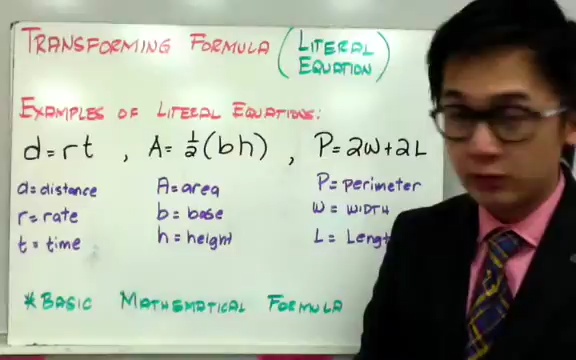 TRANSFORMING FORMULA (LITERAL EQUATION)
EXAMPLES OF LITERAL EQUATIONS:
d=rt , A=½(bh) , P=2W+2L
d=distance A=area P=perimeter
r=rate b=base W=WIDTH
t=time h=height L=Lengt
*BASIC MATHEMATICAL FORMULA